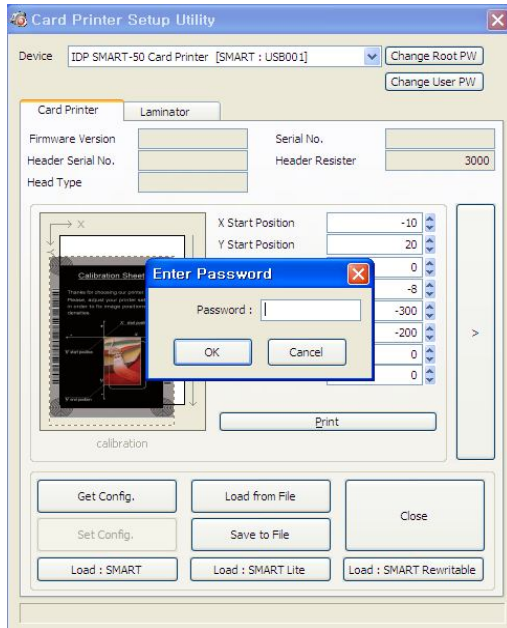 Card Printer Setup Utility
Device IDP SMART-50 Card Printer [SMART : USB001] Change Root PW
Change User PW
Card Printer Laminator
Firmware Version Serial No.
Header Serial No. Header Resister 3000
Head Type
X X Start Position -10
Y Start Position 20
Calibration Sheet 0
Enter Password
-8
Password : -300
-200
OK Cancel 0
0
>
Print
calibration
Get Config. Load from File Close
Set Config. Save to File
Load : SMART Load : SMART Lite Load : SMART Rewritable